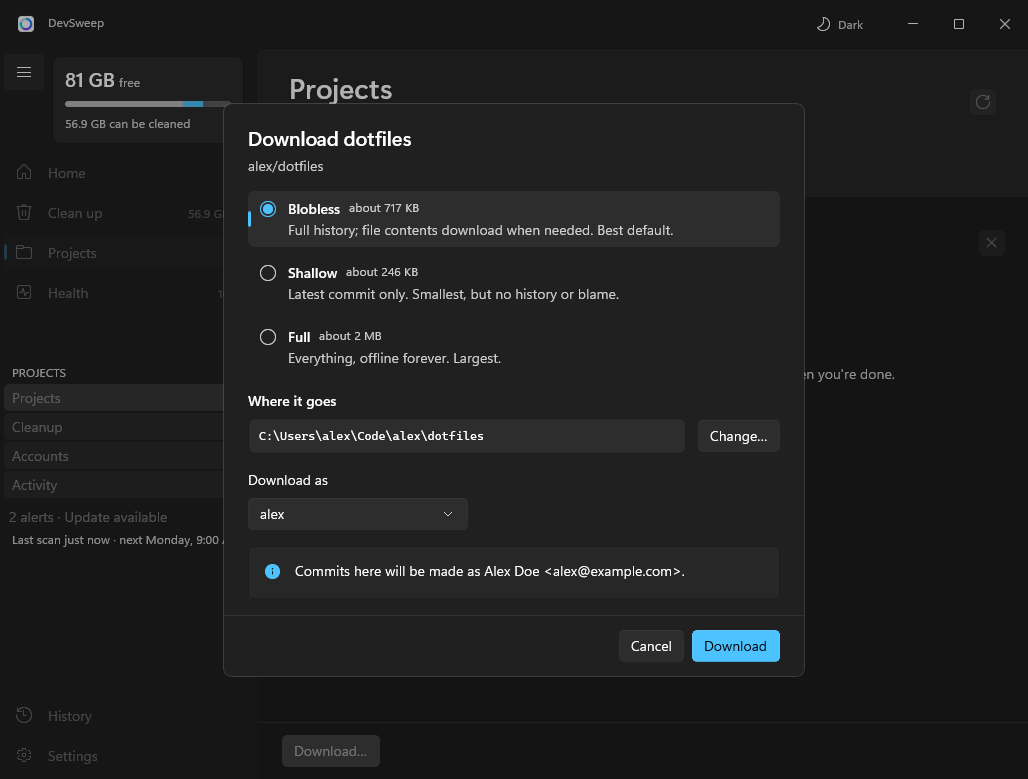 DevSweep
Dark
81 GB free
56.9 GB can be cleaned
Home
Clean up 56.9
Projects
Health
PROJECTS
Projects
Cleanup
Accounts
Activity
2 alerts · Update available
Last scan just now · next Monday, 9:00
History
Settings
Projects
Download dotfiles
alex/dotfiles
Blobless about 717 KB
Full history; file contents download when needed. Best default.
Shallow about 246 KB
Latest commit only. Smallest, but no history or blame.
Full about 2 MB
Everything, offline forever. Largest.
Where it goes
C:\Users\alex\Code\alex\dotfiles
Change...
Download as
alex
Commits here will be made as Alex Doe <alex@example.com>.
Cancel
Download
you're done.
Download...